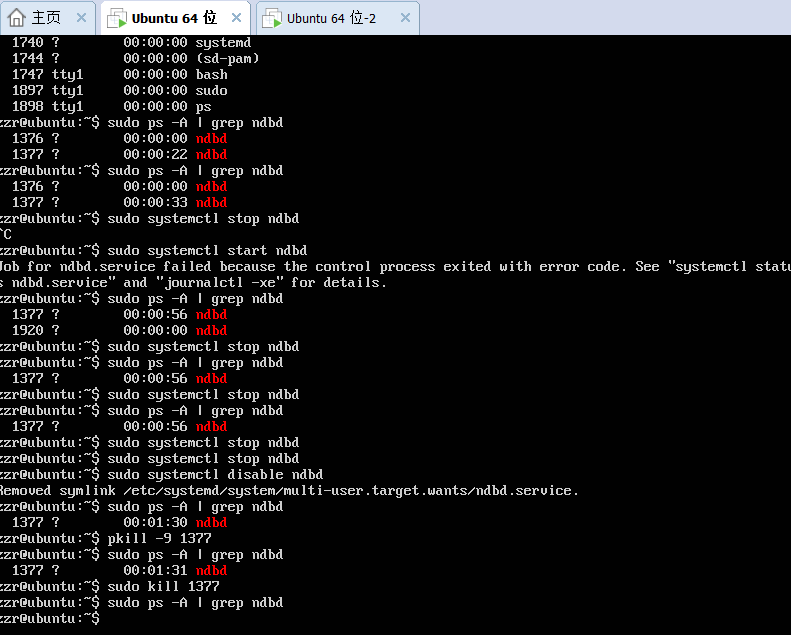 主页 × Ubuntu 64 位 × Ubuntu 64 位-2 ×
1740 ? 00:00:00 systemd
1744 ? 00:00:00 (sd-pam)
1747 tty1 00:00:00 bash
1897 tty1 00:00:00 sudo
1898 tty1 00:00:00 ps
zzr@ubuntu:~$ sudo ps -A | grep ndbd
1376 ? 00:00:00 ndbd
1377 ? 00:00:22 ndbd
zzr@ubuntu:~$ sudo ps -A | grep ndbd
1376 ? 00:00:00 ndbd
1377 ? 00:00:33 ndbd
zzr@ubuntu:~$ sudo systemctl stop ndbd
^C
zzr@ubuntu:~$ sudo systemctl start ndbd
Job for ndbd.service failed because the control process exited with error code. See "systemctl statu
s ndbd.service" and "journalctl -xe" for details.
zzr@ubuntu:~$ sudo ps -A | grep ndbd
1377 ? 00:00:56 ndbd
1920 ? 00:00:00 ndbd
zzr@ubuntu:~$ sudo systemctl stop ndbd
zzr@ubuntu:~$ sudo ps -A | grep ndbd
1377 ? 00:00:56 ndbd
zzr@ubuntu:~$ sudo systemctl stop ndbd
zzr@ubuntu:~$ sudo ps -A | grep ndbd
1377 ? 00:00:56 ndbd
zzr@ubuntu:~$ sudo systemctl stop ndbd
zzr@ubuntu:~$ sudo systemctl stop ndbd
zzr@ubuntu:~$ sudo systemctl disable ndbd
Removed symlink /etc/systemd/system/multi-user.target.wants/ndbd.service.
zzr@ubuntu:~$ sudo ps -A | grep ndbd
1377 ? 00:01:30 ndbd
zzr@ubuntu:~$ pkill -9 1377
zzr@ubuntu:~$ sudo ps -A | grep ndbd
1377 ? 00:01:31 ndbd
zzr@ubuntu:~$ sudo kill 1377
zzr@ubuntu:~$ sudo ps -A | grep ndbd
zzr@ubuntu:~$